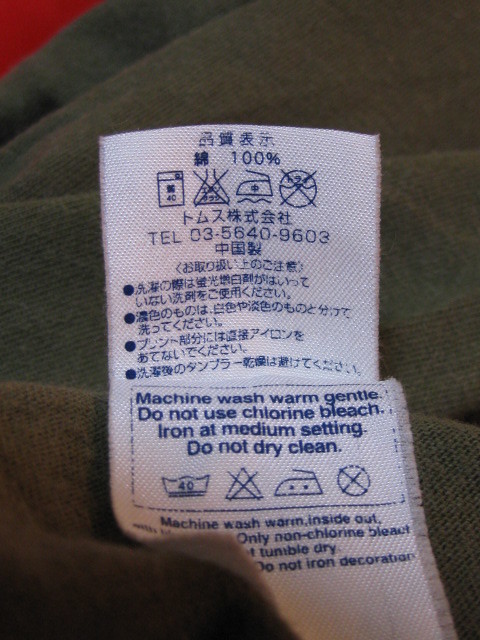 品質表示
綿 100%
40 中
トムス株式会社
TEL 03-5640-9603
中国製
〈お取り扱い上のご注意〉
●洗濯の際は蛍光増白剤がはいって
いない洗剤をご使用ください。
●濃色のものは、白色や淡色のものと分けて
洗ってください。
●プリント部分には直接アイロンを
あてないでください。
●洗濯後のタンブラー乾燥は避けてください。
Machine wash warm gentle.
Do not use chlorine bleach.
Iron at medium setting.
Do not dry clean.
40
Machine wash warm,inside out,
Only non-chlorine bleach
tumble dry
Do not iron decoration